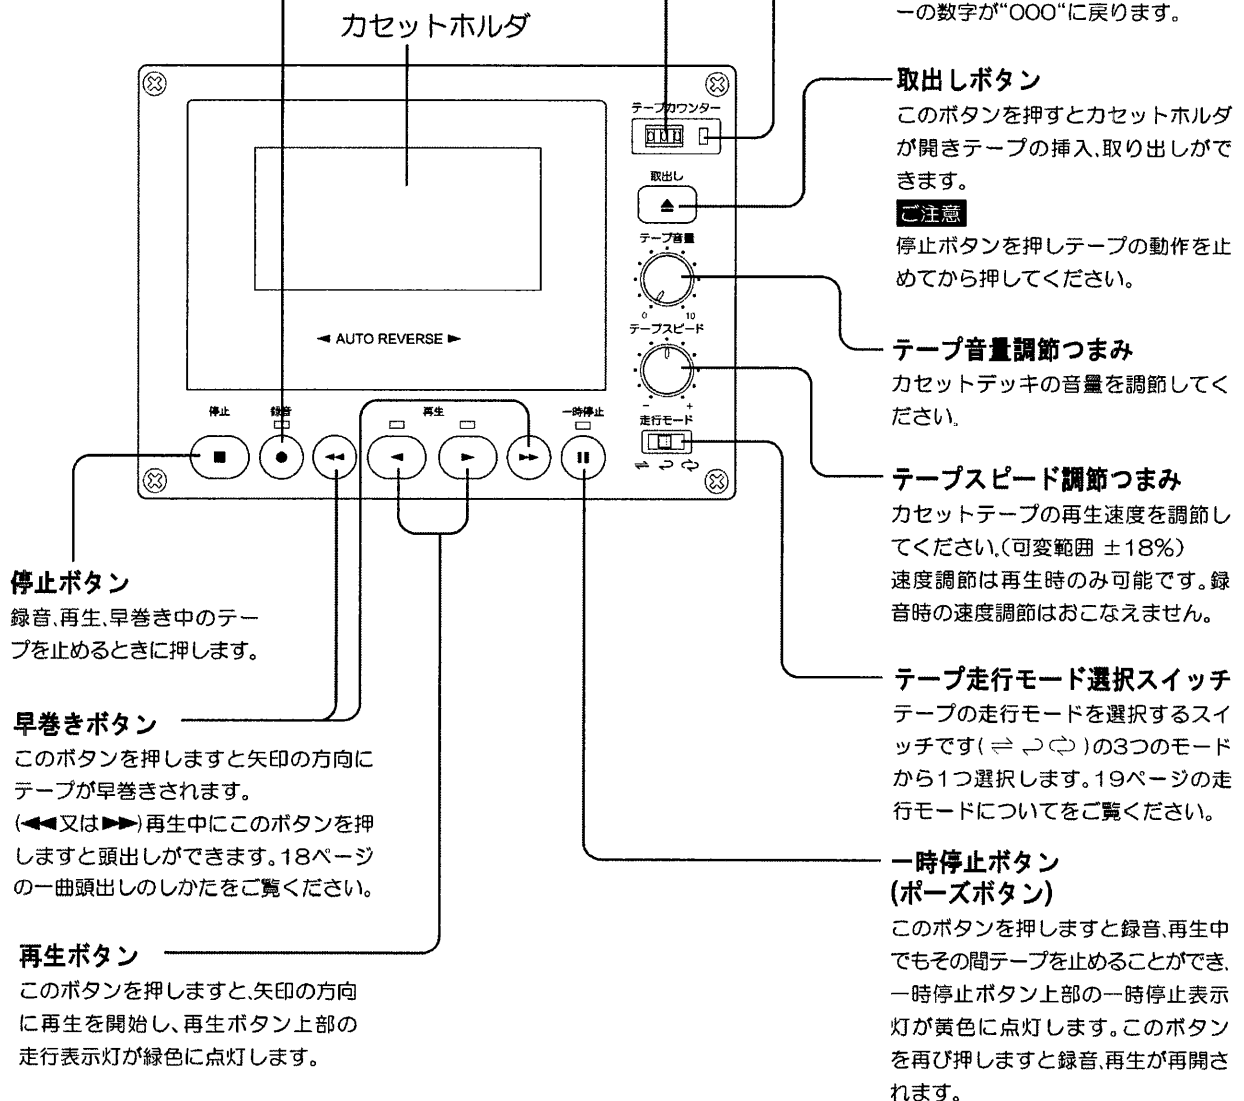 カセットホルダ
テープカウンター
000
取出し
テープ音量
0 10
テープスピード
− +
走行モード
⇌
◄ AUTO REVERSE ►
停止
録音
再生
一時停止
停止ボタン
録音、再生、早巻き中のテー
プを止めるときに押します。
早巻きボタン
このボタンを押しますと矢印の方向に
テープが早巻きされます。
(◀◀又は▶▶)再生中にこのボタンを押
しますと頭出しができます。18ページ
の一曲頭出しのしかたをご覧ください。
再生ボタン
このボタンを押しますと、矢印の方向
に再生を開始し、再生ボタン上部の
走行表示灯が緑色に点灯します。
ーの数字が“000“に戻ります。
取出しボタン
このボタンを押すとカセットホルダ
が開きテープの挿入、取り出しがで
きます。
ご注意
停止ボタンを押しテープの動作を止
めてから押してください。
テープ音量調節つまみ
カセットデッキの音量を調節してく
ださい。
テープスピード調節つまみ
カセットテープの再生速度を調節し
てください。(可変範囲 ±18%)
速度調節は再生時のみ可能です。録
音時の速度調節はおこなえません。
テープ走行モード選択スイッチ
テープの走行モードを選択するスイ
ッチです( ⇌ ⊃ ⟲ )の3つのモード
から1つ選択します。19ページの走
行モードについてをご覧ください。
一時停止ボタン
(ポーズボタン)
このボタンを押しますと録音、再生中
でもその間テープを止めることができ、
一時停止ボタン上部の一時停止表示
灯が黄色に点灯します。このボタン
を再び押しますと録音、再生が再開さ
れます。